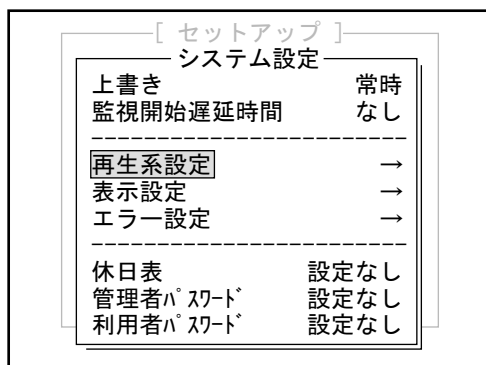 [ セットアップ ]
システム設定
上書き 常時
監視開始遅延時間 なし
再生系設定 →
表示設定 →
エラー設定 →
休日表 設定なし
管理者ﾊﾟｽﾜｰﾄﾞ 設定なし
利用者ﾊﾟｽﾜｰﾄﾞ 設定なし